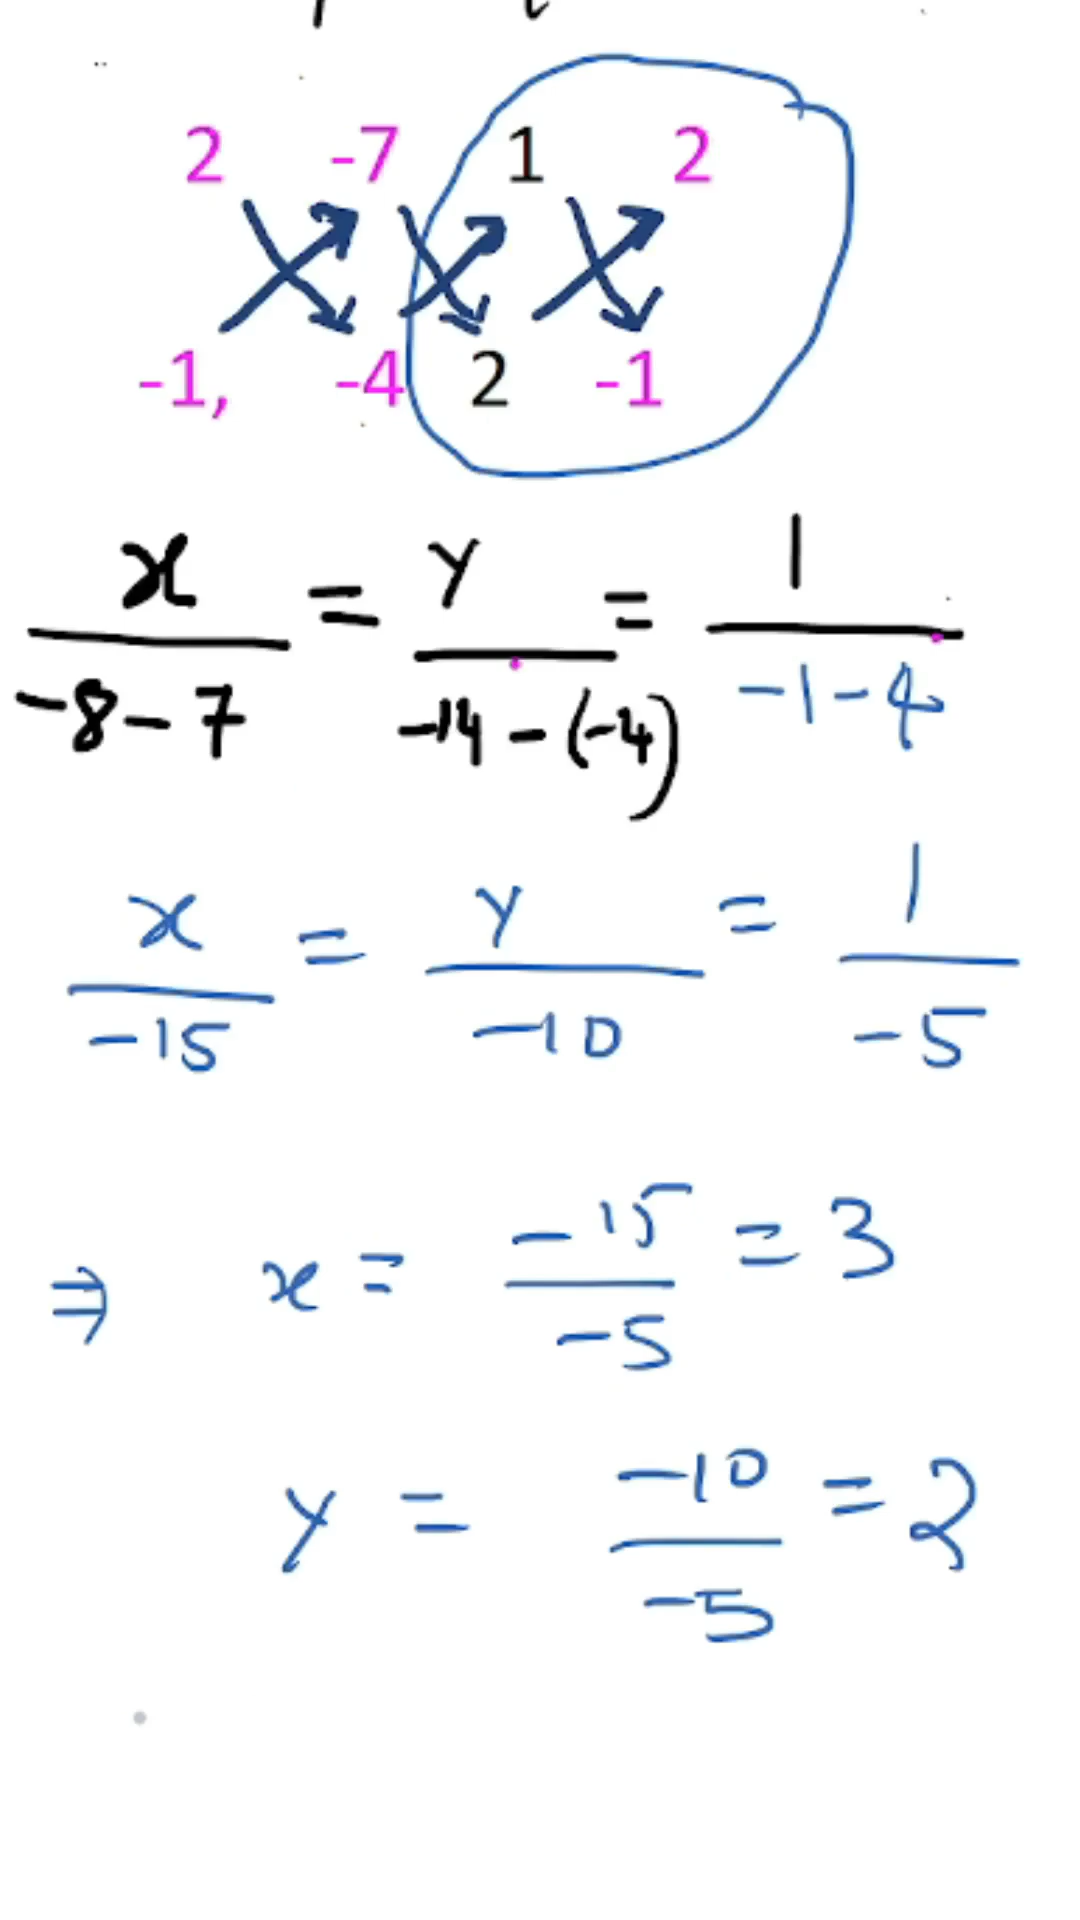 2 -7 1 2
-1, -4 2 -1
x = y = 1
-8-7 -14-(-4) -1-4
x = y = 1
-15 -10 -5
⇒ x = -15 = 3
-5
y = -10 = 2
-5